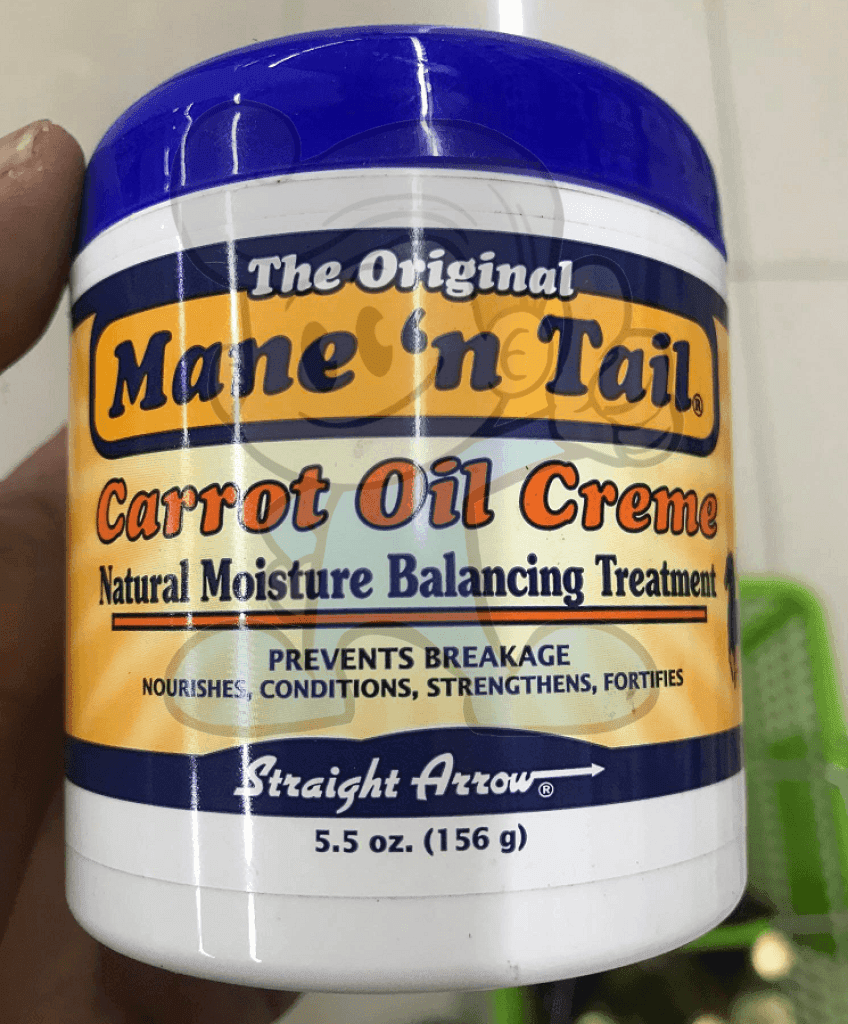 The Original
Mane 'n Tail®
Carrot Oil Creme
Natural Moisture Balancing Treatment
PREVENTS BREAKAGE
NOURISHES, CONDITIONS, STRENGTHENS, FORTIFIES
Straight Arrow®
5.5 oz. (156 g)